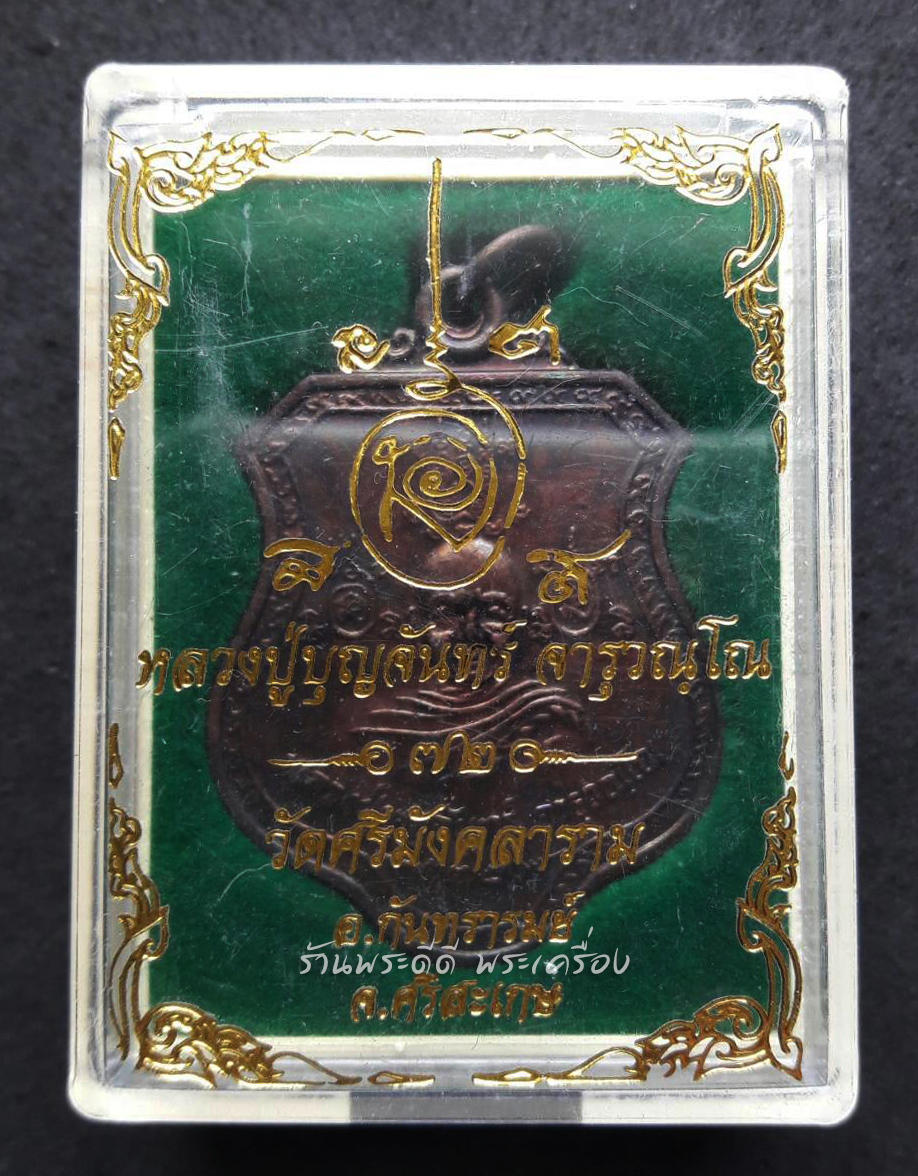 หลวงปู่บุญจันทร์ จารุวณฺโณ
๗๒
วัดศรีมังคลาราม
อ.กันทรารมย์
ร้านพระดีดี พระเครื่อง
จ.ศรีสะเกษ